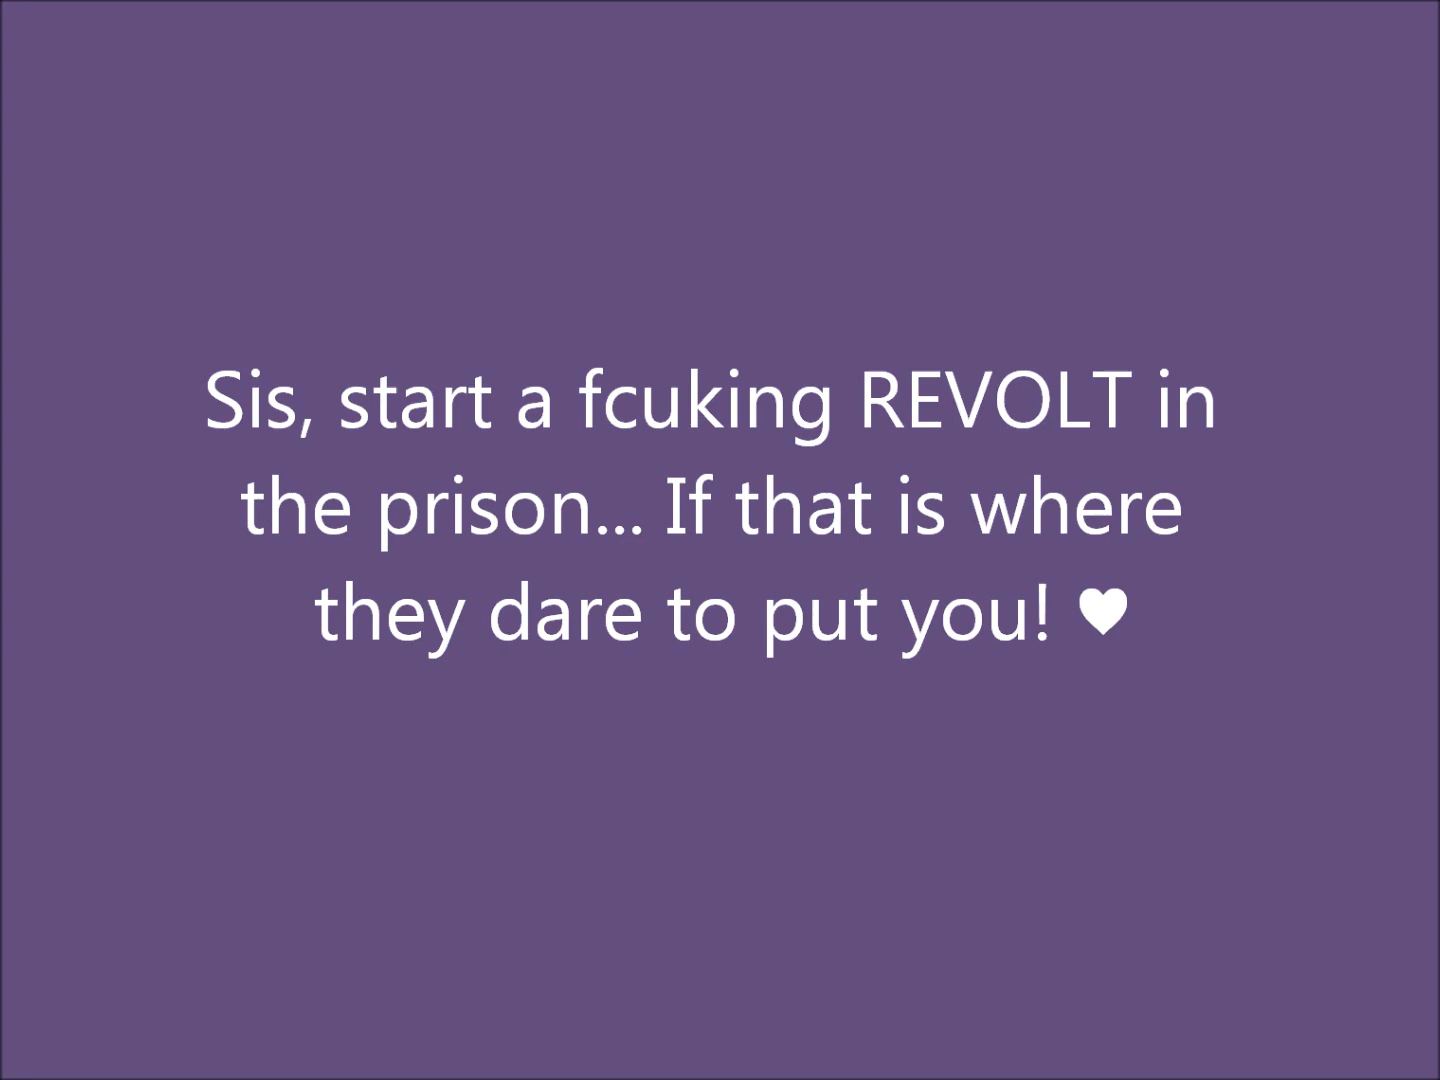 Sis, start a fcuking REVOLT in
the prison... If that is where
they dare to put you! ♥